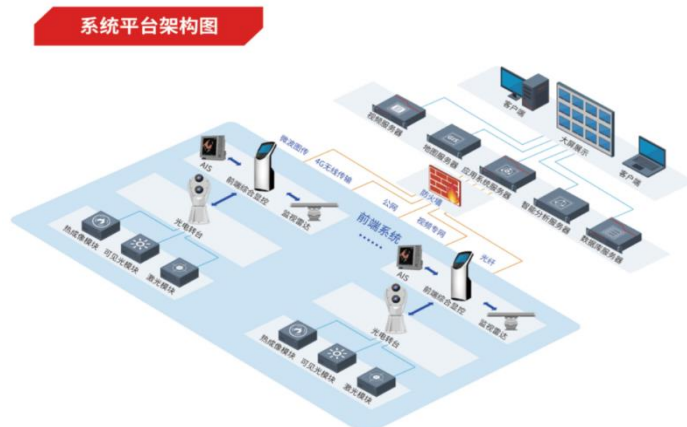 系统平台架构图
客户端
大屏展示
客户端
视频服务器
地图服务器
应用系统服务器
智能分析服务器
数据库服务器
防火墙
微波图传
4G无线传输
公网
视频专网
光纤
前端系统
......
AIS
前端综合显控
监视雷达
光电转台
热成像模块
可见光模块
激光模块
AIS
前端综合显控
监视雷达
光电转台
热成像模块
可见光模块
激光模块